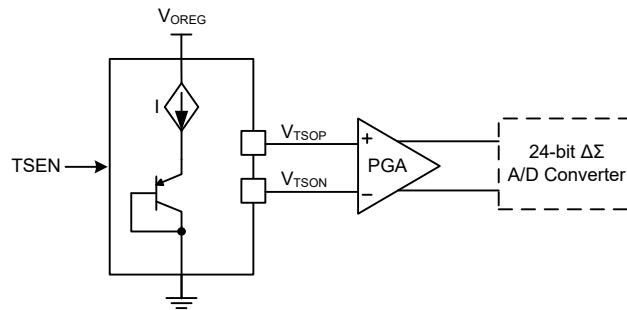 V_OREG
I
TSEN
V_TSOP
V_TSON
+
PGA
−
24-bit ΔΣ
A/D Converter